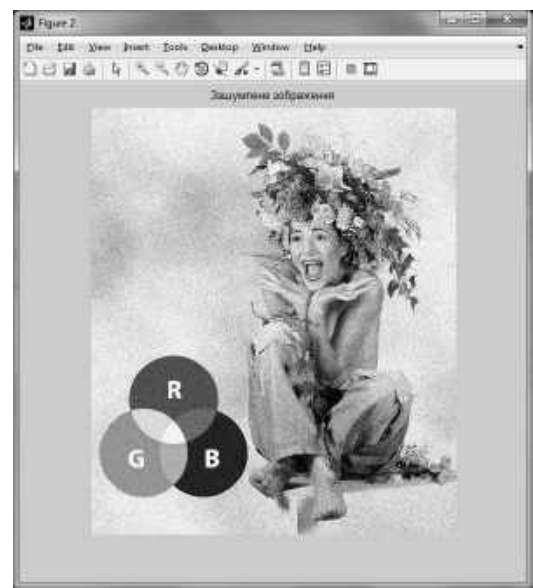 Figure 2
File Edit View Insert Tools Desktop Window Help
Зашумлене зображення
R
G B